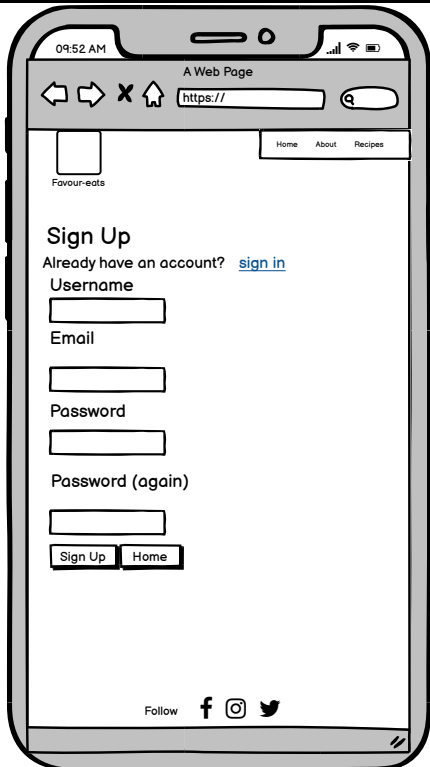 09:52 AM
A Web Page
https://
Home About Recipes
Favour-eats
Sign Up
Already have an account? sign in
Username
Email
Password
Password (again)
Sign Up Home
Follow